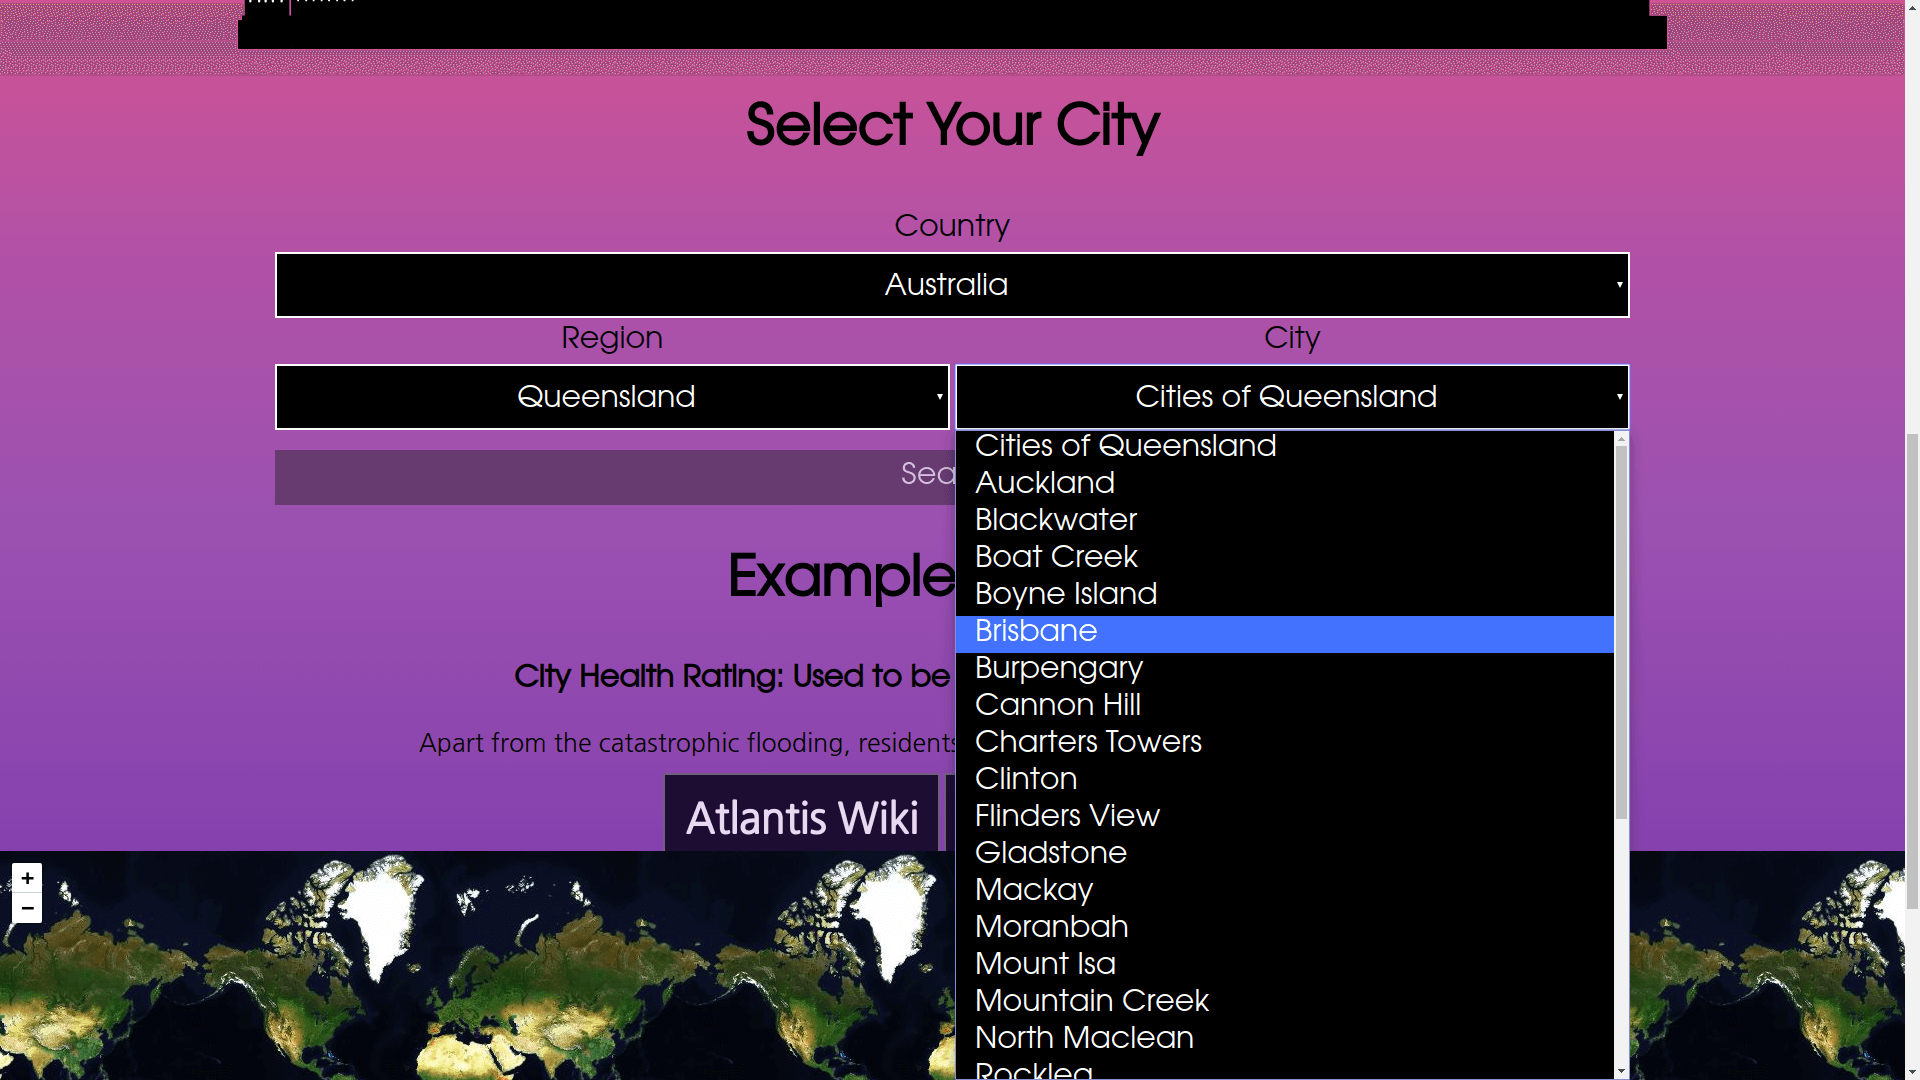 Select Your City
Country
Australia
Region
City
Queensland
Cities of Queensland
Cities of Queensland
Auckland
Blackwater
Boat Creek
Boyne Island
Brisbane
Burpengary
Cannon Hill
Charters Towers
Clinton
Flinders View
Gladstone
Mackay
Moranbah
Mount Isa
Mountain Creek
North Maclean
Rocklea
Sea
Example
City Health Rating: Used to be
Apart from the catastrophic flooding, residents
Atlantis Wiki
+
−